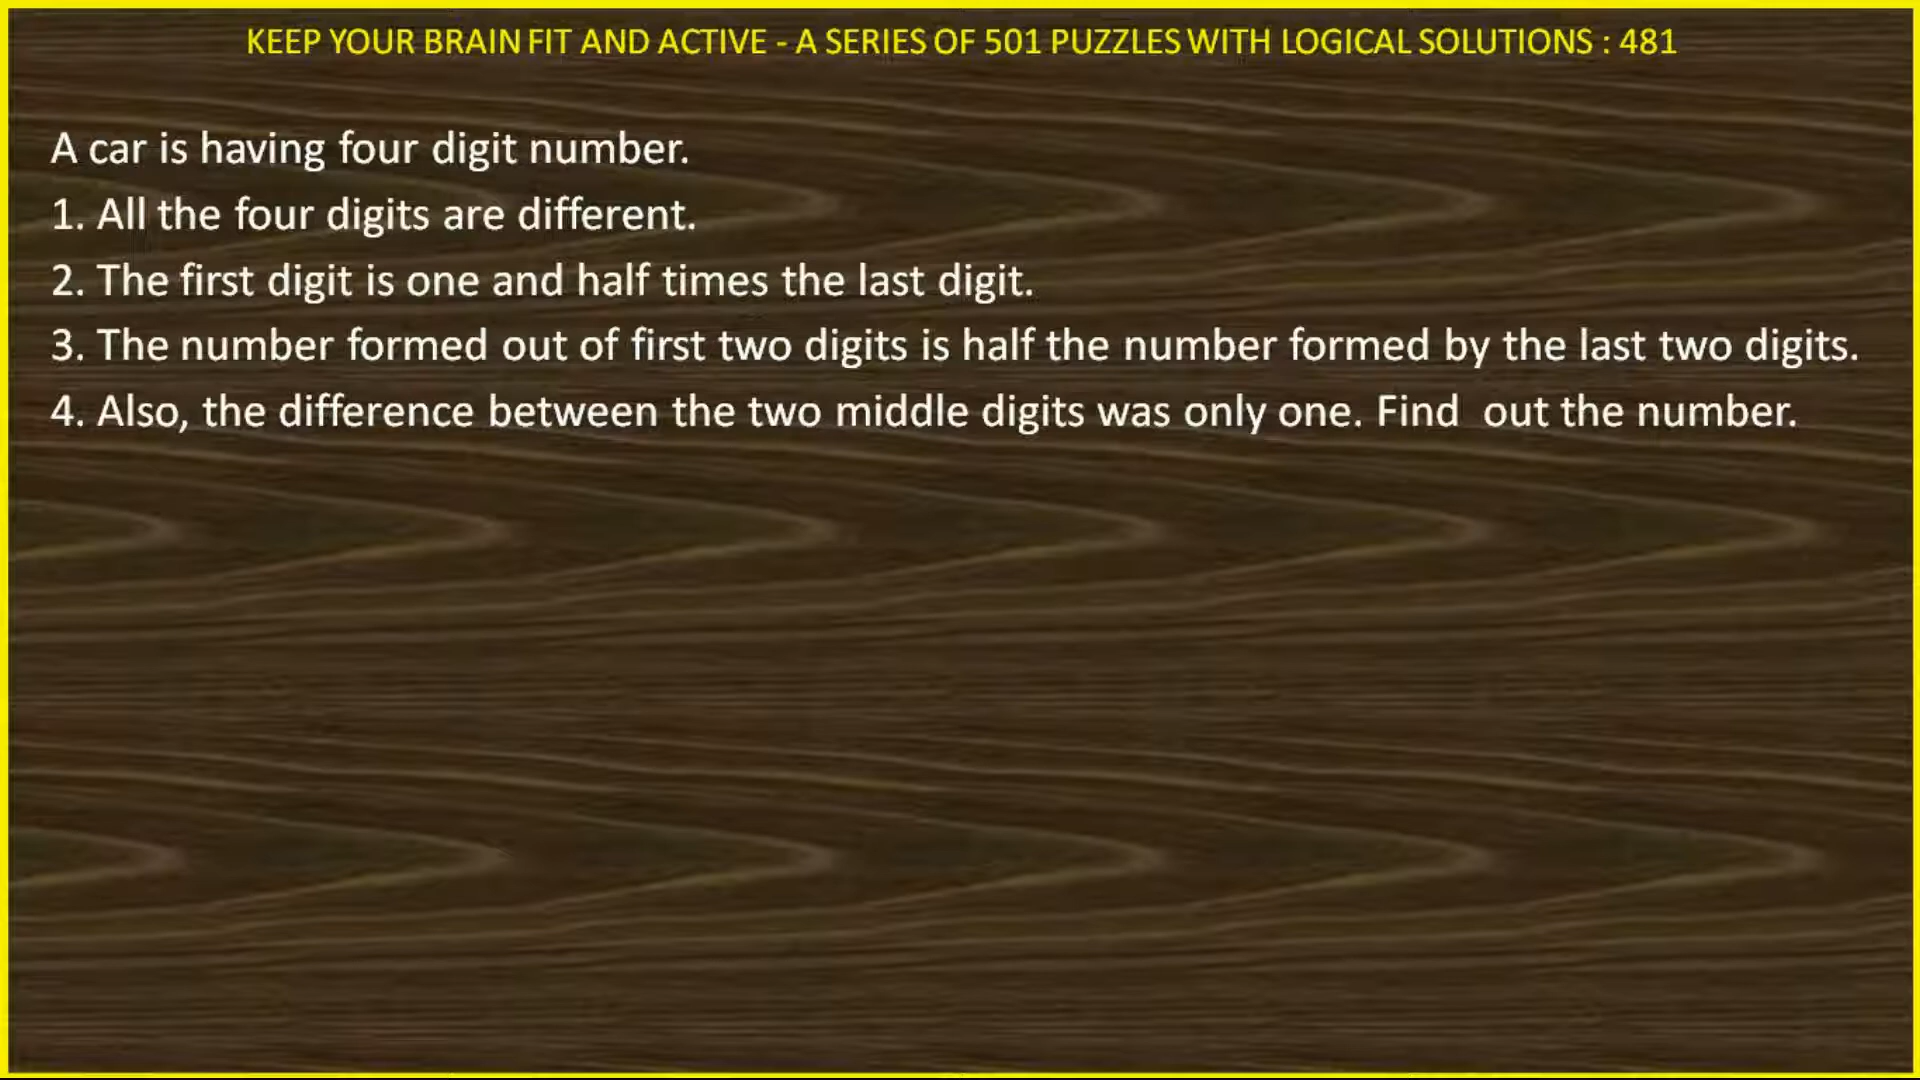 KEEP YOUR BRAIN FIT AND ACTIVE - A SERIES OF 501 PUZZLES WITH LOGICAL SOLUTIONS : 481
A car is having four digit number.
1. All the four digits are different.
2. The first digit is one and half times the last digit.
3. The number formed out of first two digits is half the number formed by the last two digits.
4. Also, the difference between the two middle digits was only one. Find  out the number.